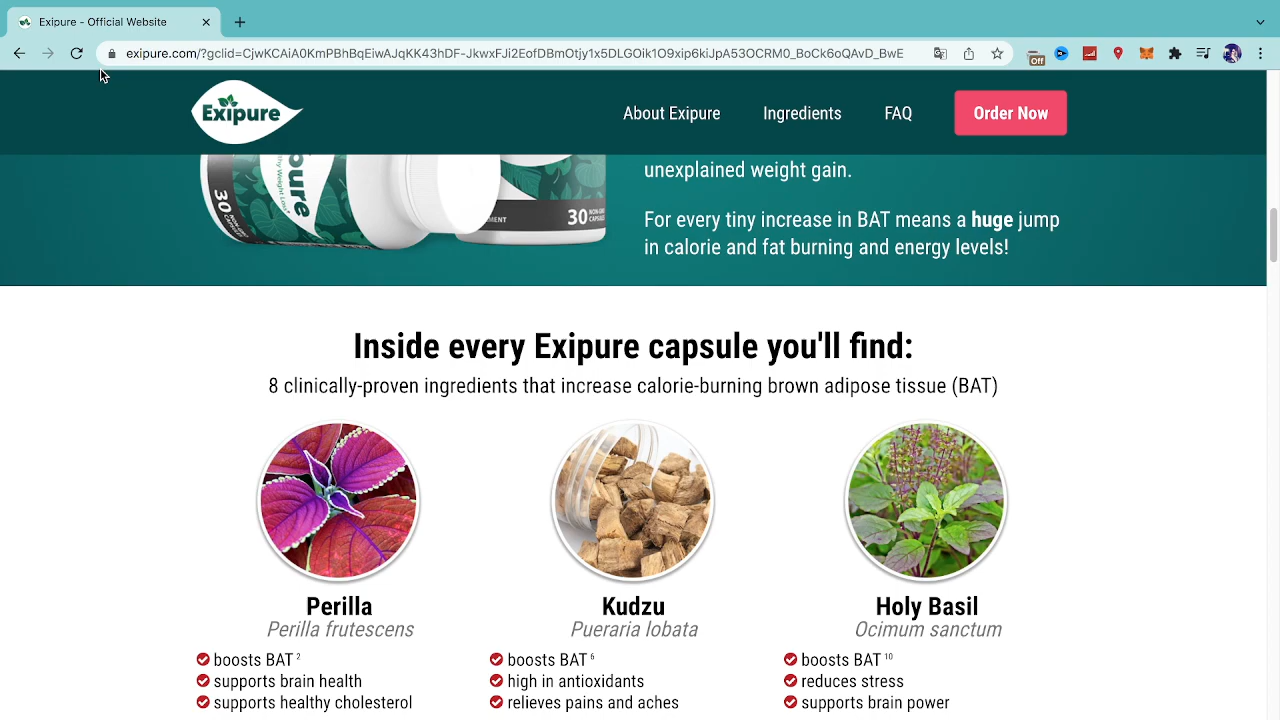 Exipure - Official Website
exipure.com/?gclid=CjwKCAiA0KmPBhBqEiwAJqKK43hDF-JkwxFJi2EofDBmOtjy1x5DLGOik1O9xip6kiJpA53OCRM0_BoCk6oQAvD_BwE
Off
Exipure
About Exipure
Ingredients
FAQ
Order Now
30
30
unexplained weight gain.
For every tiny increase in BAT means a huge jump
in calorie and fat burning and energy levels!
Inside every Exipure capsule you'll find:
8 clinically-proven ingredients that increase calorie-burning brown adipose tissue (BAT)
Perilla
Perilla frutescens
boosts BAT 2
supports brain health
supports healthy cholesterol
Kudzu
Pueraria lobata
boosts BAT 6
high in antioxidants
relieves pains and aches
Holy Basil
Ocimum sanctum
boosts BAT 10
reduces stress
supports brain power